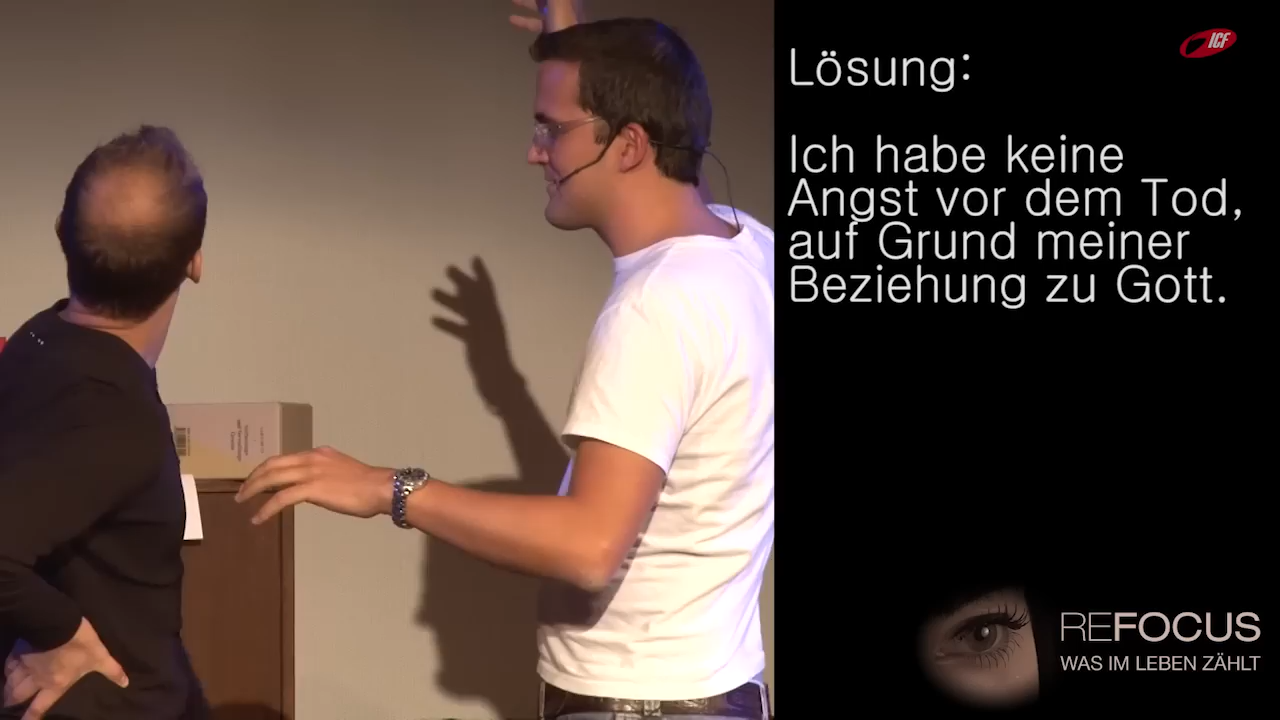 ICF
Lösung:
Ich habe keine
Angst vor dem Tod,
auf Grund meiner
Beziehung zu Gott.
REFOCUS
WAS IM LEBEN ZÄHLT